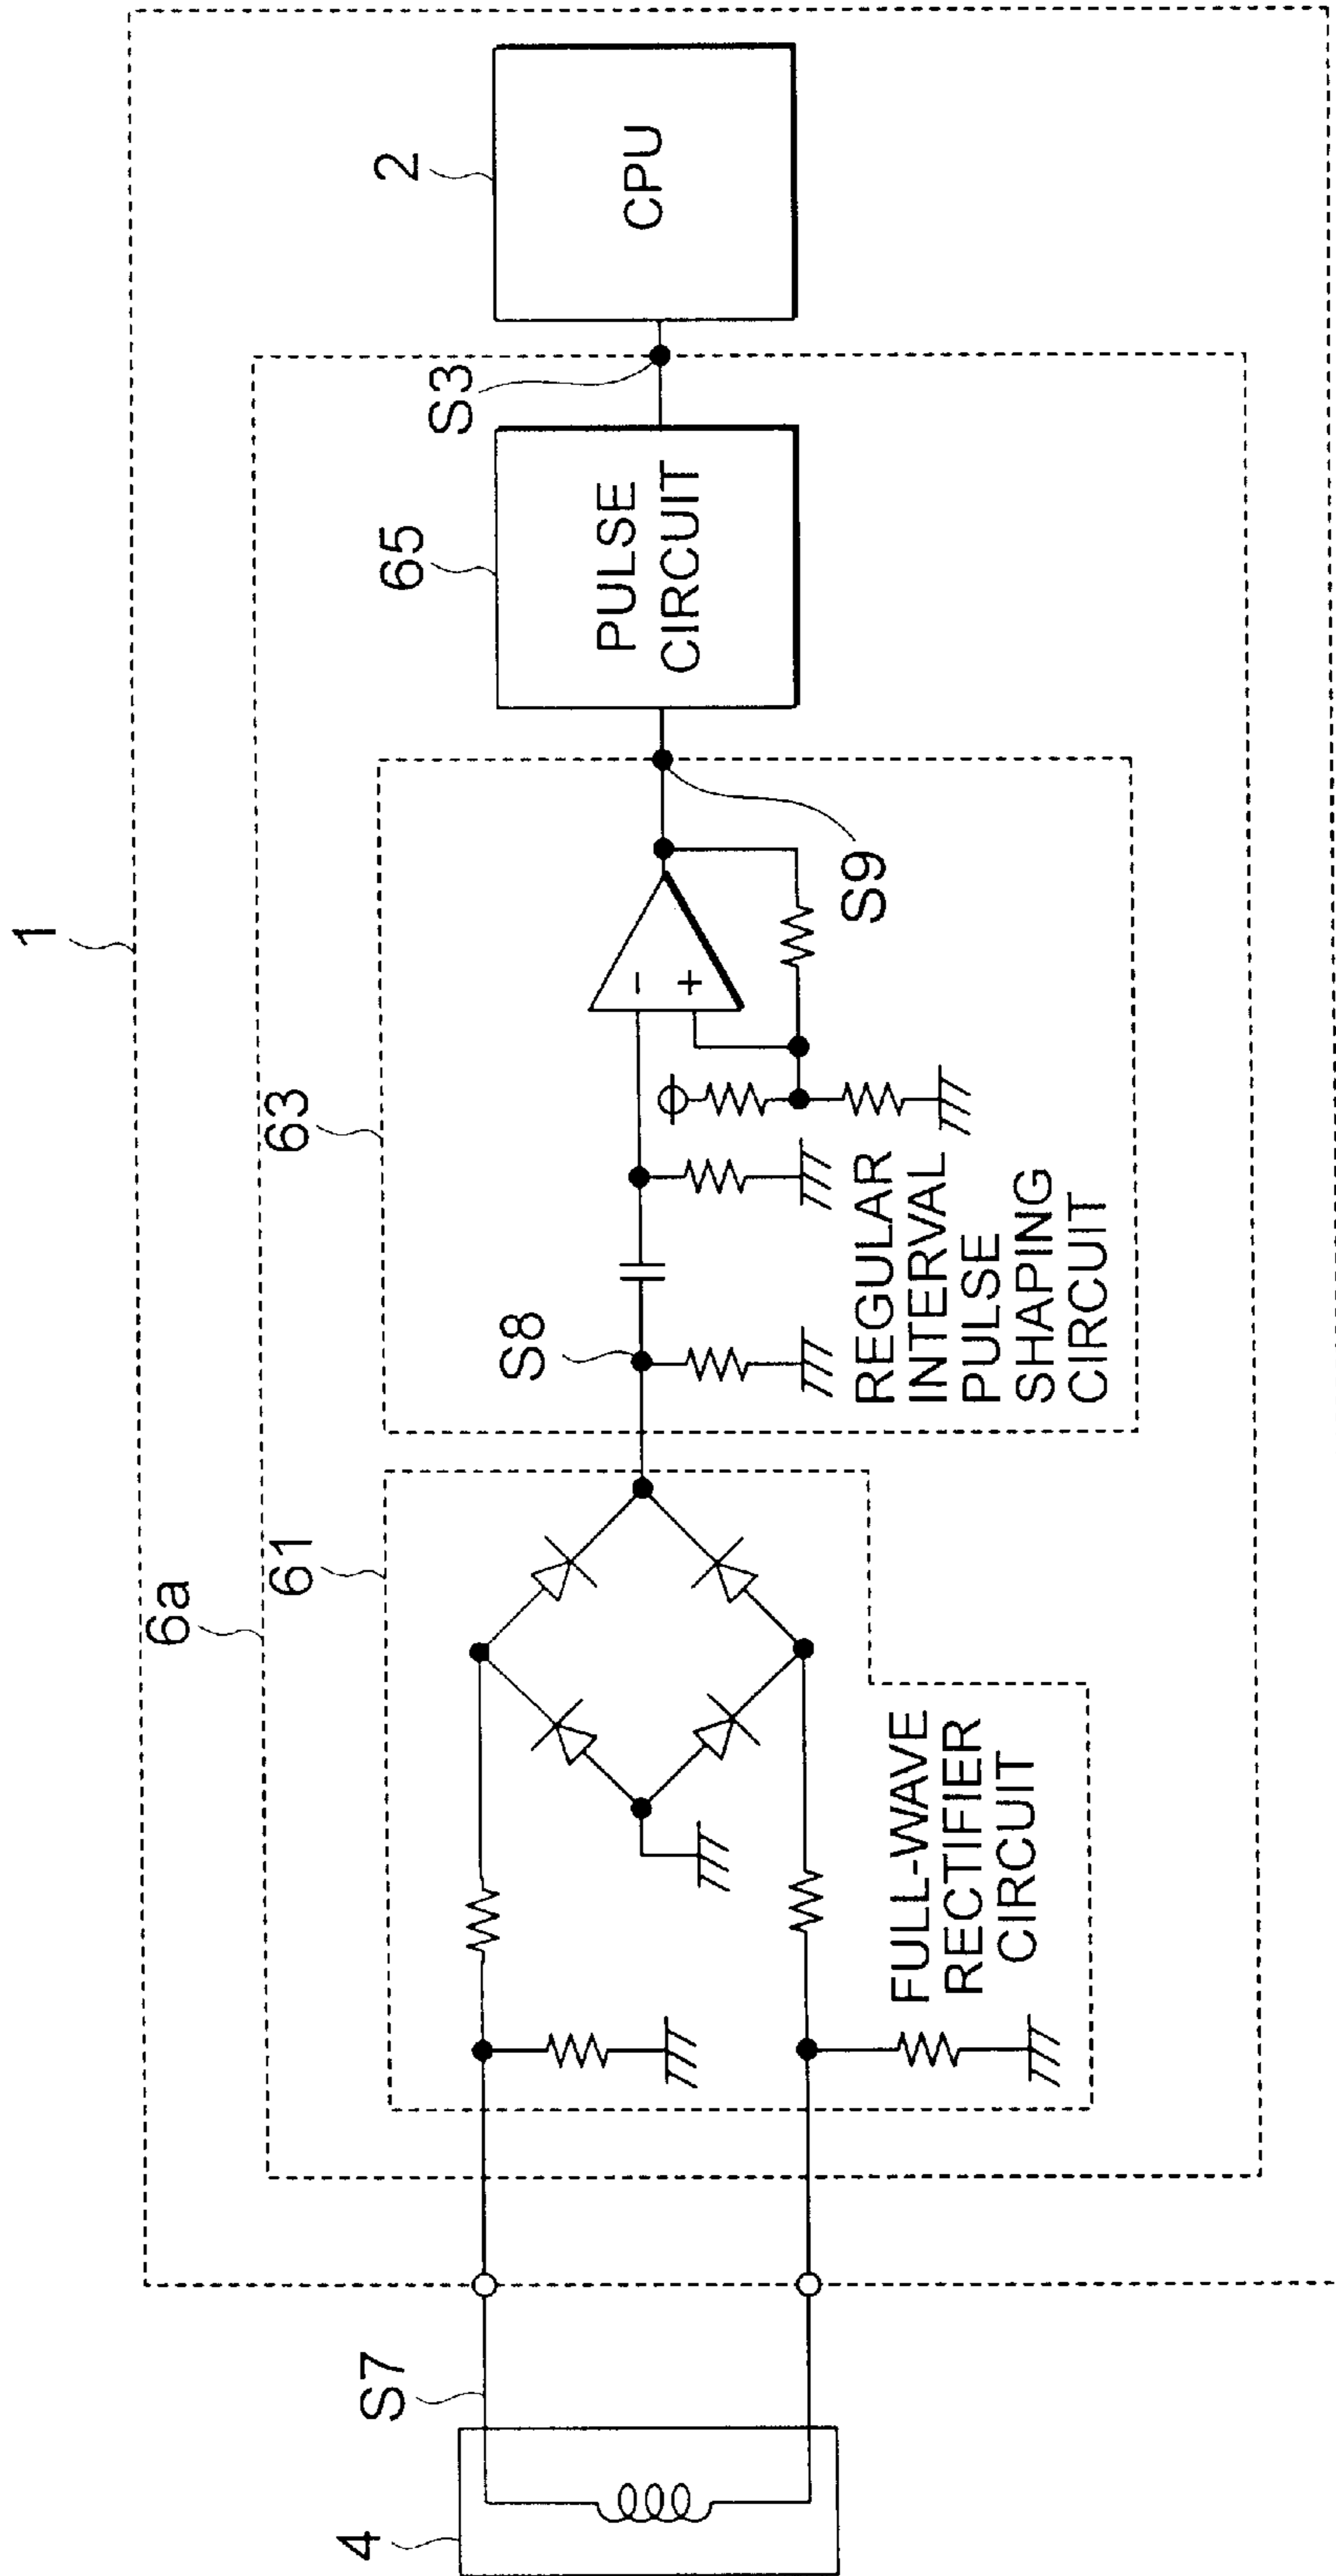 1
6a
61
63
65
2
4
S7
S8
S9
S3
FULL-WAVE
RECTIFIER
CIRCUIT
REGULAR
INTERVAL
PULSE
SHAPING
CIRCUIT
−
+
PULSE
CIRCUIT
CPU